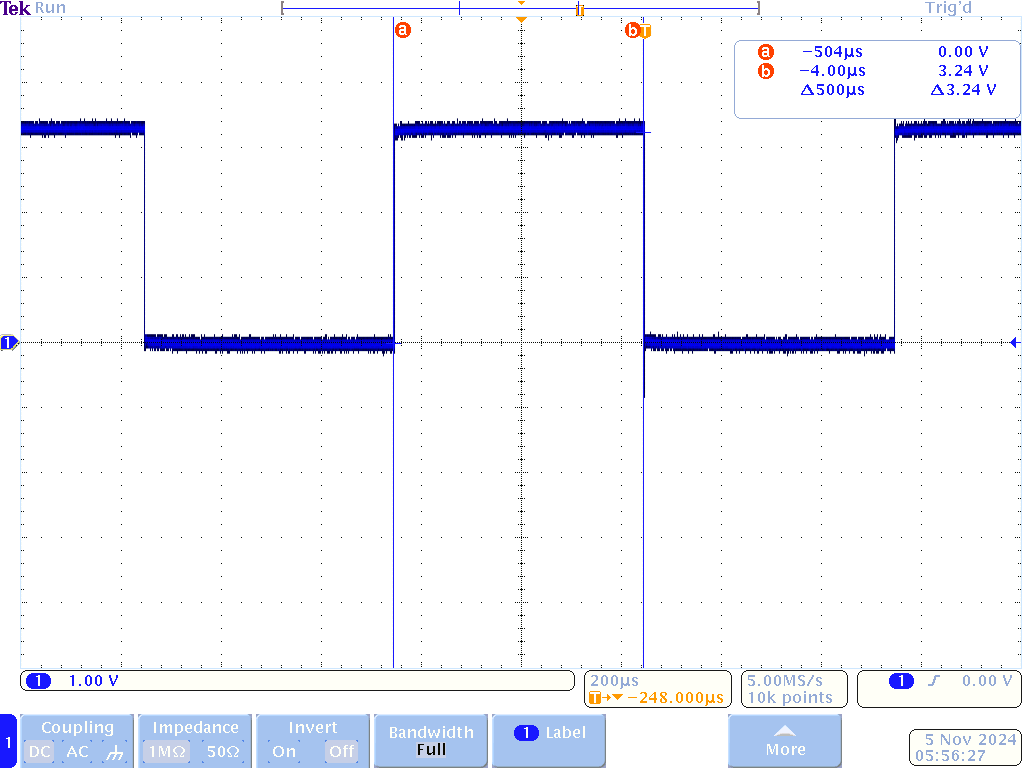 Tek Run Trig'd
a b T
a −504µs 0.00 V
b −4.00µs 3.24 V
Δ500µs Δ3.24 V
1
1 1.00 V
200µs
T→▼−248.000µs
5.00MS/s
10k points
1 0.00 V
1
Coupling
DC AC
Impedance
1MΩ 50Ω
Invert
On Off
Bandwidth
Full
1 Label
More
5 Nov 2024
05:56:27